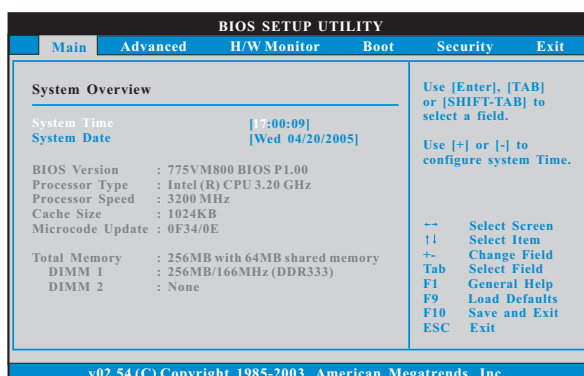 BIOS SETUP UTILITY
Main Advanced H/W Monitor Boot Security Exit
System Overview
System Time [17:00:09]
System Date [Wed 04/20/2005]
BIOS Version : 775VM800 BIOS P1.00
Processor Type : Intel (R) CPU 3.20 GHz
Processor Speed : 3200 MHz
Cache Size : 1024KB
Microcode Update : 0F34/0E
Total Memory : 256MB with 64MB shared memory
DIMM 1 : 256MB/166MHz (DDR333)
DIMM 2 : None
Use [Enter], [TAB]
or [SHIFT-TAB] to
select a field.
Use [+] or [-] to
configure system Time.
←→ Select Screen
↑↓ Select Item
+- Change Field
Tab Select Field
F1 General Help
F9 Load Defaults
F10 Save and Exit
ESC Exit
v02.54 (C) Copyright 1985-2003, American Megatrends, Inc.